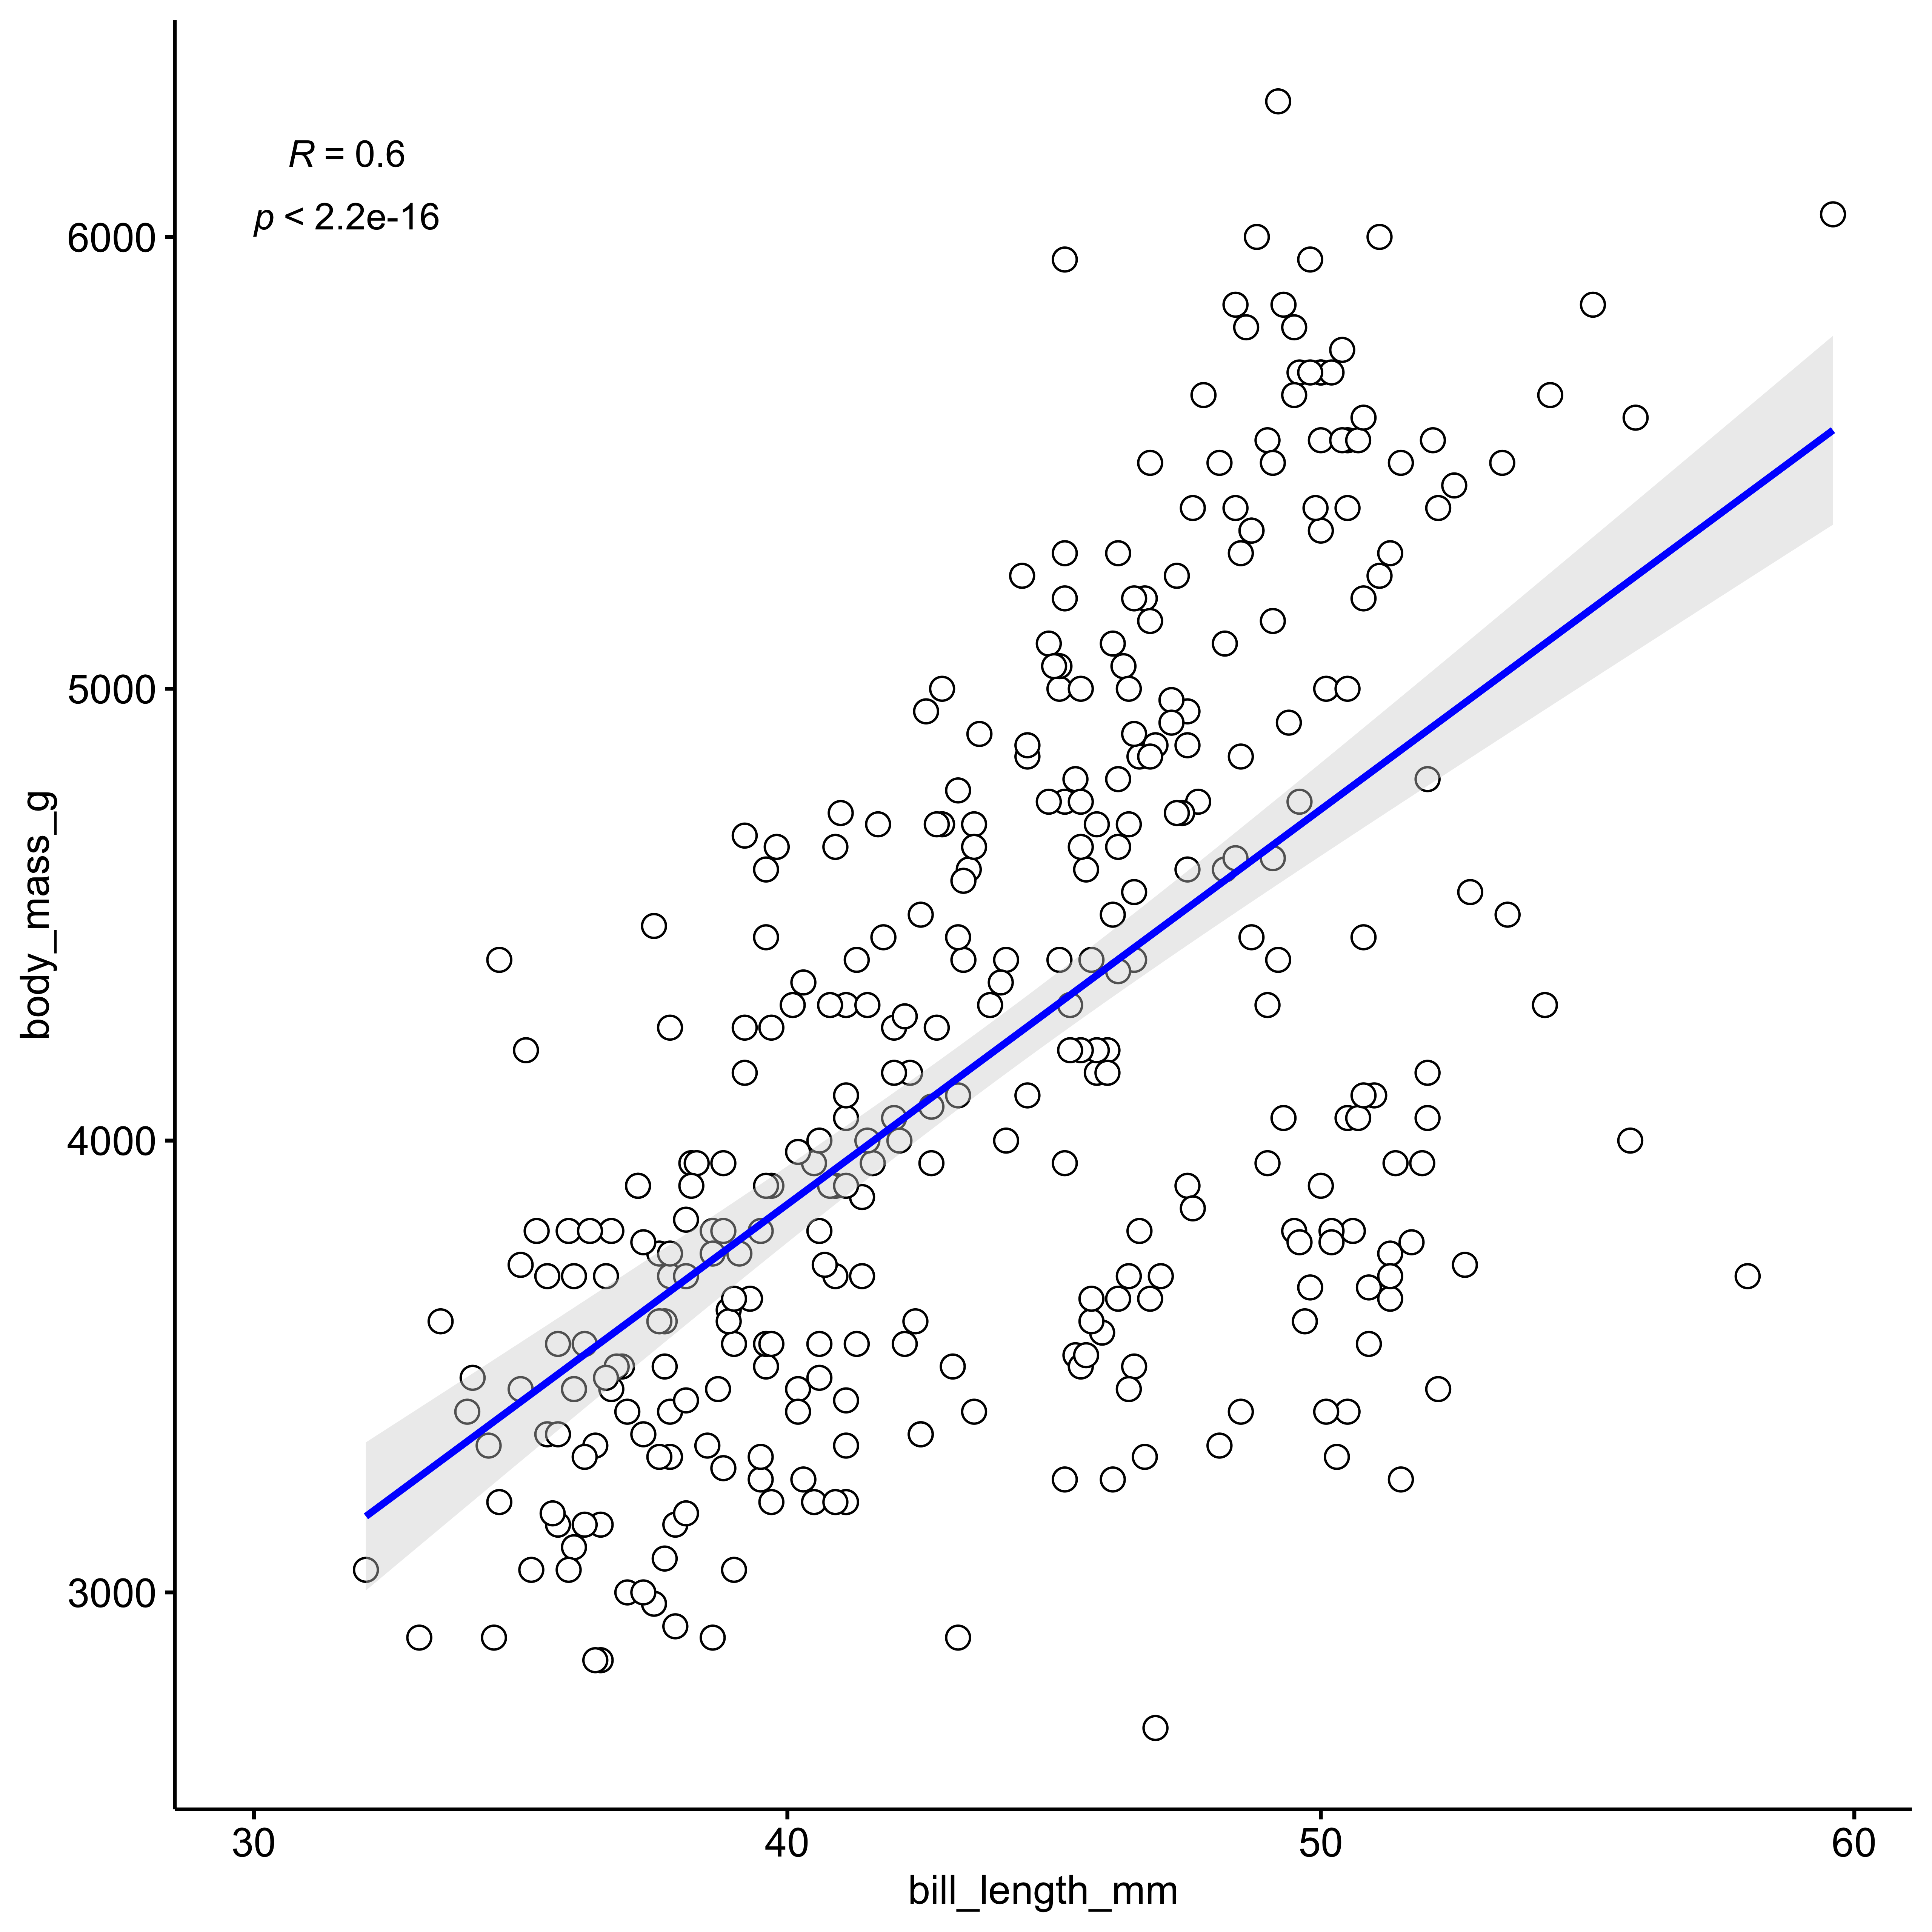 R = 0.6
p < 2.2e-16
6000
5000
4000
3000
body_mass_g
30 40 50 60
bill_length_mm